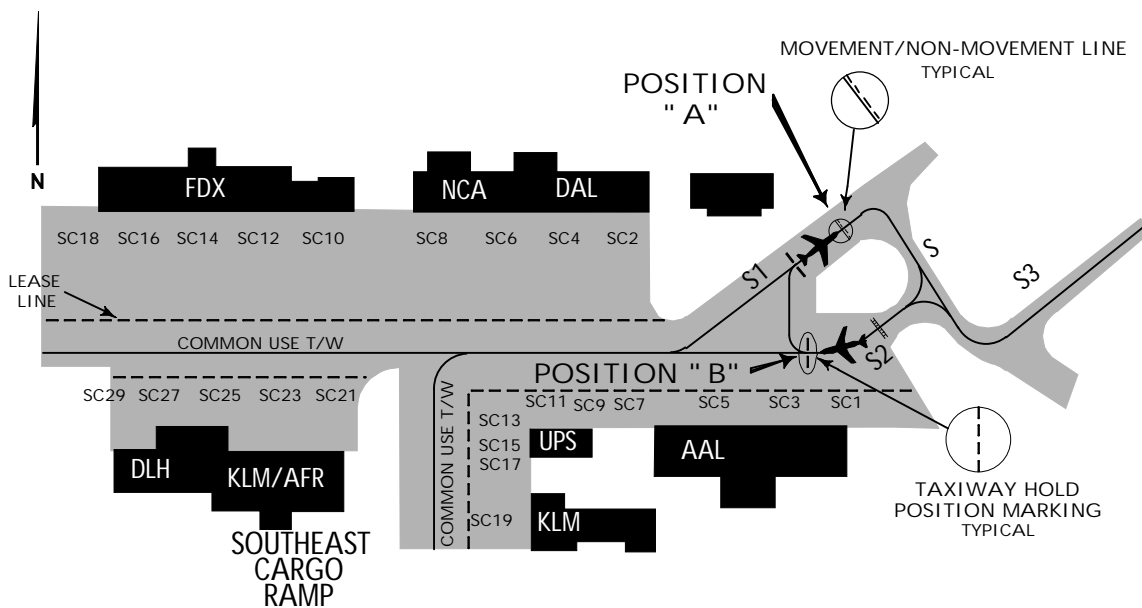 MOVEMENT/NON-MOVEMENT LINE
TYPICAL
POSITION
"A"
N
FDX
NCA
DAL
SC18 SC16 SC14 SC12 SC10 SC8 SC6 SC4 SC2
S1
S
S3
LEASE
LINE
COMMON USE T/W
S2
POSITION "B"
SC29 SC27 SC25 SC23 SC21
SC11 SC9 SC7 SC5 SC3 SC1
SC13
SC15
SC17
SC19
COMMON USE T/W
UPS
AAL
DLH
KLM/AFR
KLM
TAXIWAY HOLD
POSITION MARKING
TYPICAL
SOUTHEAST
CARGO
RAMP